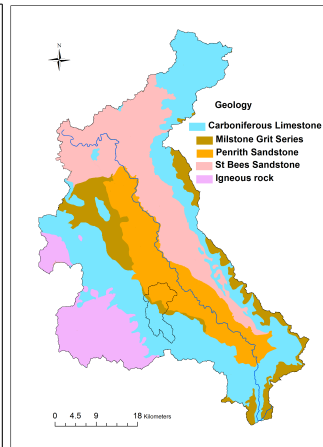 N
Geology
Carboniferous Limestone
Milstone Grit Series
Penrith Sandstone
St Bees Sandstone
Igneous rock
0 4.5 9 18 Kilometers